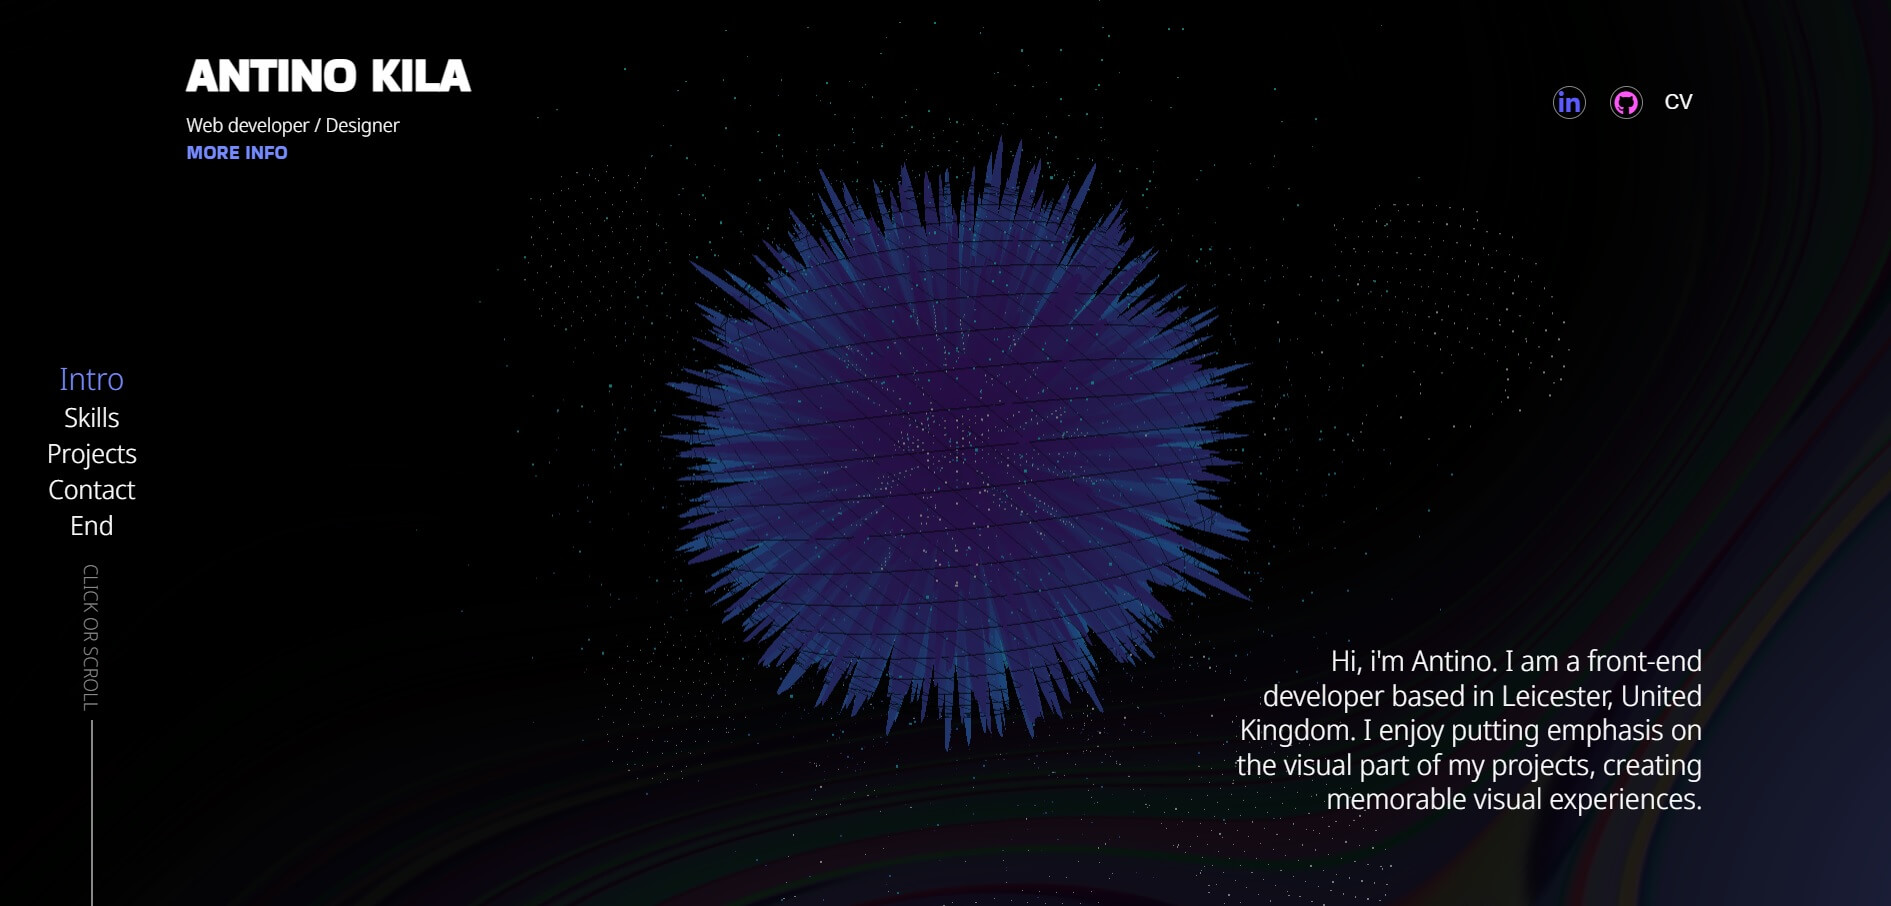 ANTINO KILA
Web developer / Designer
MORE INFO
in
CV
Intro
Skills
Projects
Contact
End
CLICK OR SCROLL
Hi, i'm Antino. I am a front-end
developer based in Leicester, United
Kingdom. I enjoy putting emphasis on
the visual part of my projects, creating
memorable visual experiences.